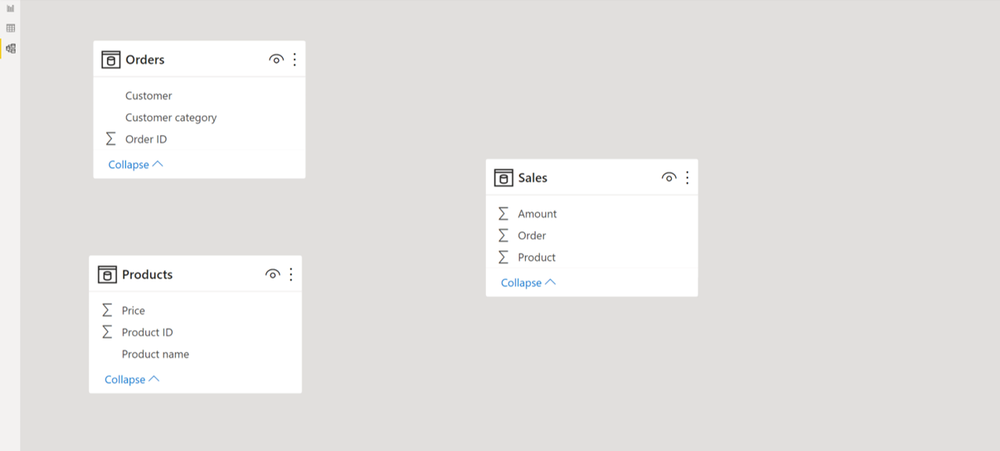 Orders
Customer
Customer category
Σ Order ID
Collapse
Sales
Σ Amount
Σ Order
Σ Product
Collapse
Products
Σ Price
Σ Product ID
Product name
Collapse